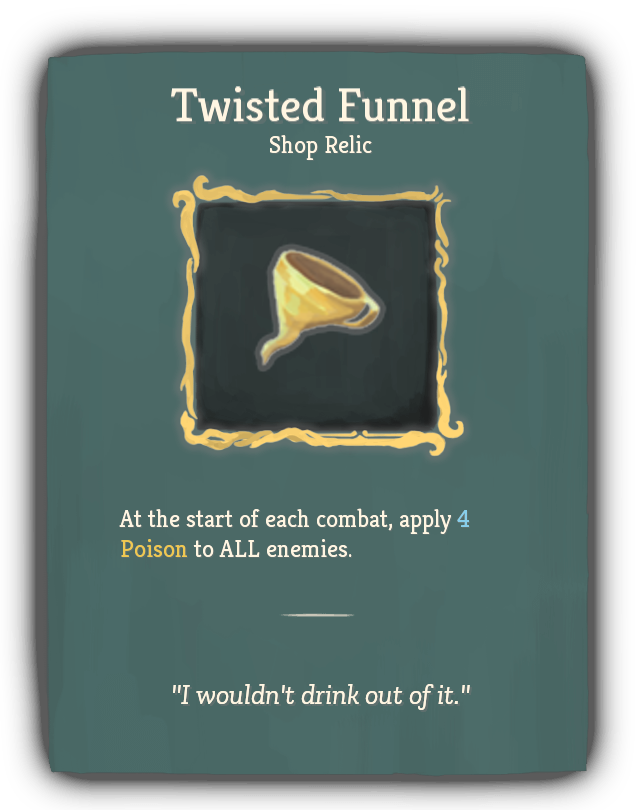 Twisted Funnel
Shop Relic
At the start of each combat, apply 4
Poison to ALL enemies.
"I wouldn't drink out of it."